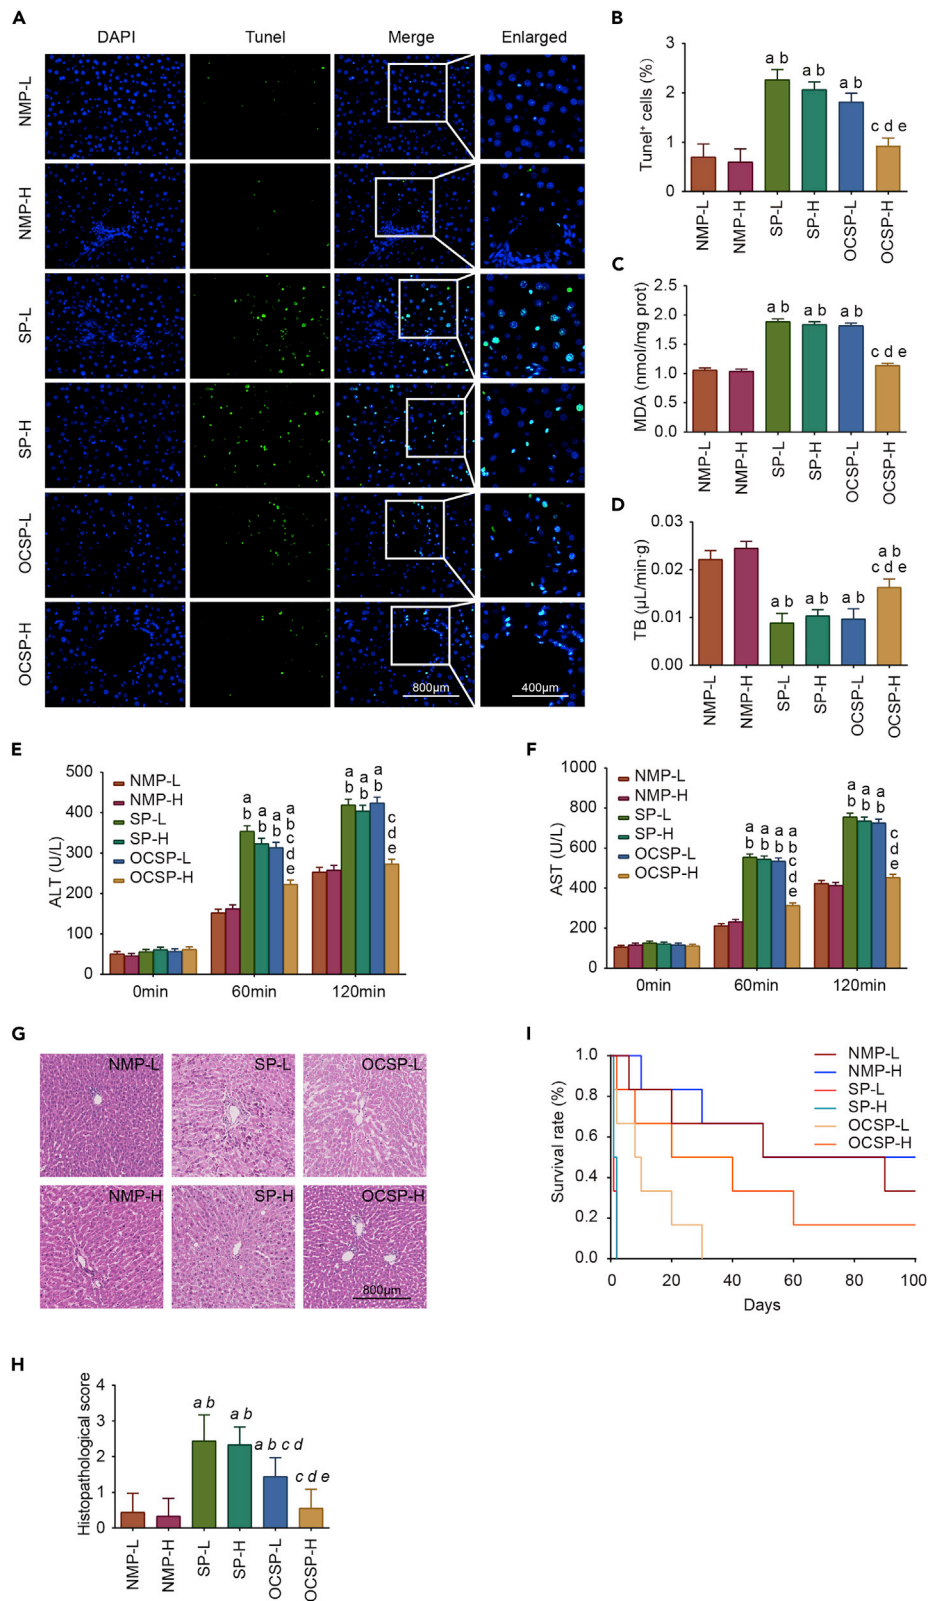 A
DAPI Tunel Merge Enlarged
NMP-L
NMP-H
SP-L
SP-H
OCSP-L
OCSP-H
800µm 400µm
B
Tunel+ cells (%)
3
2
1
0
a b a b a b c d e
NMP-L NMP-H SP-L SP-H OCSP-L OCSP-H
C
MDA (nmol/mg prot)
2.5
2.0
1.5
1.0
0.5
0.0
a b a b a b c d e
NMP-L NMP-H SP-L SP-H OCSP-L OCSP-H
D
TB (µL/min·g)
0.03
0.02
0.01
0.00
a b a b a b a b
c d e
NMP-L NMP-H SP-L SP-H OCSP-L OCSP-H
E
ALT (U/L)
500
400
300
200
100
0
NMP-L
NMP-H
SP-L
SP-H
OCSP-L
OCSP-H
a b a b a b a b c d e
a b a b a b c d e
0min 60min 120min
F
AST (U/L)
1000
800
600
400
200
0
NMP-L
NMP-H
SP-L
SP-H
OCSP-L
OCSP-H
a b a b a b a b c d e
a b a b a b c d e
0min 60min 120min
G
NMP-L SP-L OCSP-L
NMP-H SP-H OCSP-H
800µm
I
Survival rate (%)
1.0
0.8
0.6
0.4
0.2
0.0
NMP-L
NMP-H
SP-L
SP-H
OCSP-L
OCSP-H
0 20 40 60 80 100
Days
H
Histopathological score
4
3
2
1
0
a b a b a b c d c d e
NMP-L NMP-H SP-L SP-H OCSP-L OCSP-H